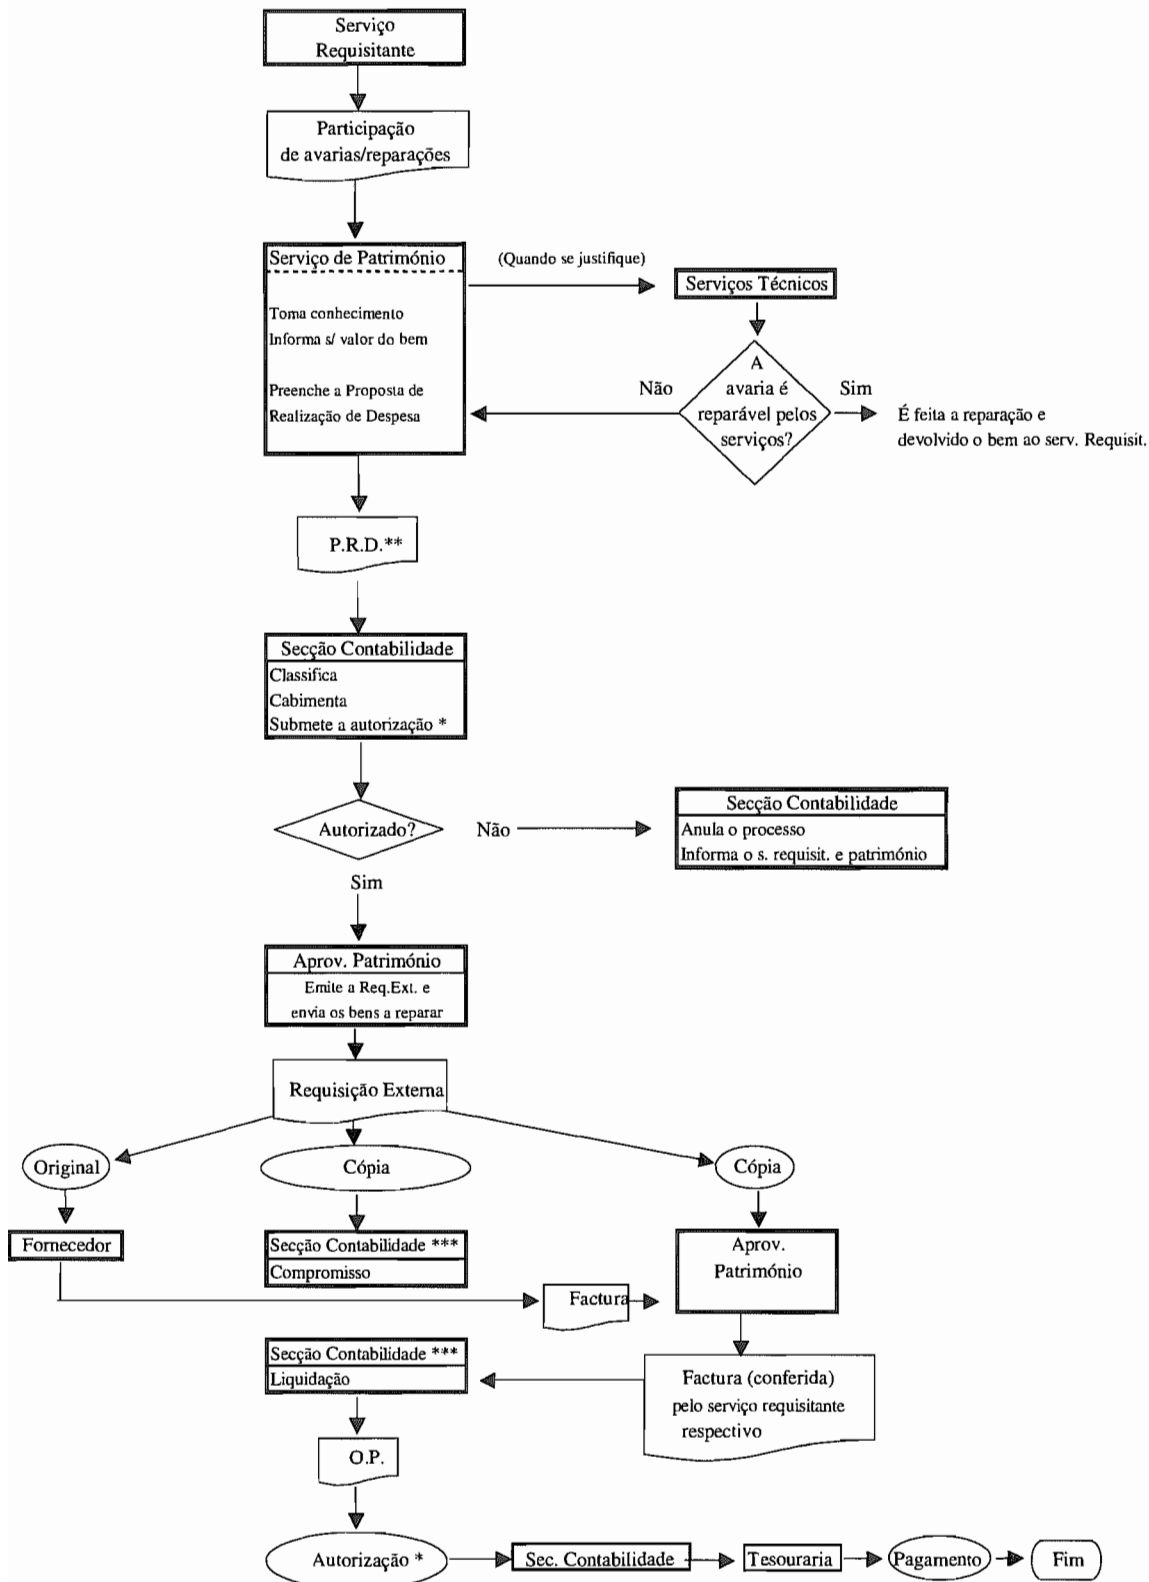 Serviço
Requisitante
Participação
de avarias/reparações
Serviço de Património
(Quando se justifique)
Serviços Técnicos
Toma conhecimento
Informa s/ valor do bem
Preenche a Proposta de
Realização de Despesa
A
avaria é
reparável pelos
serviços?
Não
Sim
É feita a reparação e
devolvido o bem ao serv. Requisit.
P.R.D.**
Secção Contabilidade
Classifica
Cabimenta
Submete a autorização *
Autorizado?
Não
Secção Contabilidade
Anula o processo
Informa o s. requisit. e património
Sim
Aprov. Património
Emite a Req.Ext. e
envia os bens a reparar
Requisição Externa
Original
Cópia
Cópia
Fornecedor
Secção Contabilidade ***
Compromisso
Aprov.
Património
Factura
Secção Contabilidade ***
Liquidação
Factura (conferida)
pelo serviço requisitante
respectivo
O.P.
Autorização *
Sec. Contabilidade
Tesouraria
Pagamento
Fim